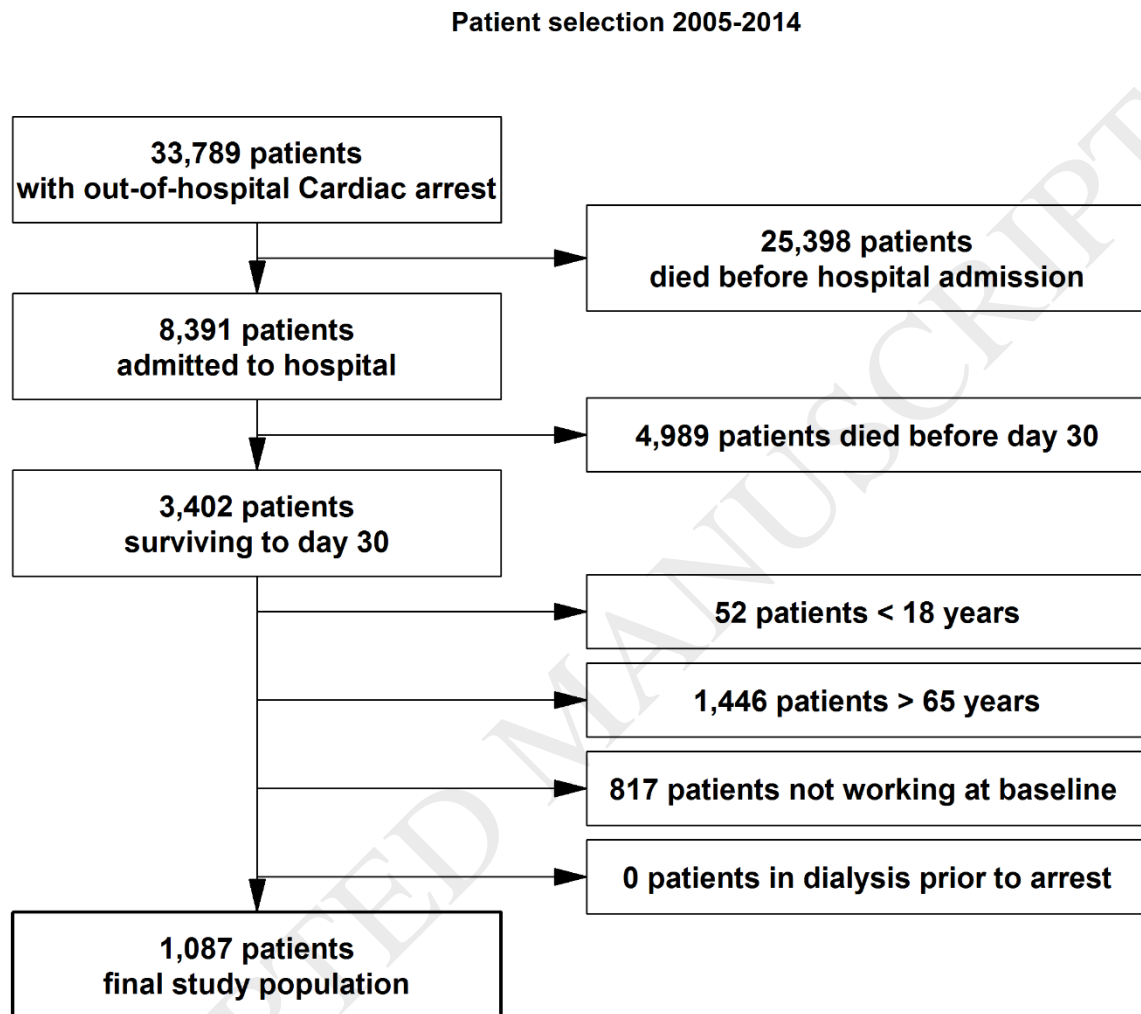 Patient selection 2005-2014
33,789 patients
with out-of-hospital Cardiac arrest
25,398 patients
died before hospital admission
8,391 patients
admitted to hospital
4,989 patients died before day 30
3,402 patients
surviving to day 30
52 patients < 18 years
1,446 patients > 65 years
817 patients not working at baseline
0 patients in dialysis prior to arrest
1,087 patients
final study population
PTED MANUSCRIPT